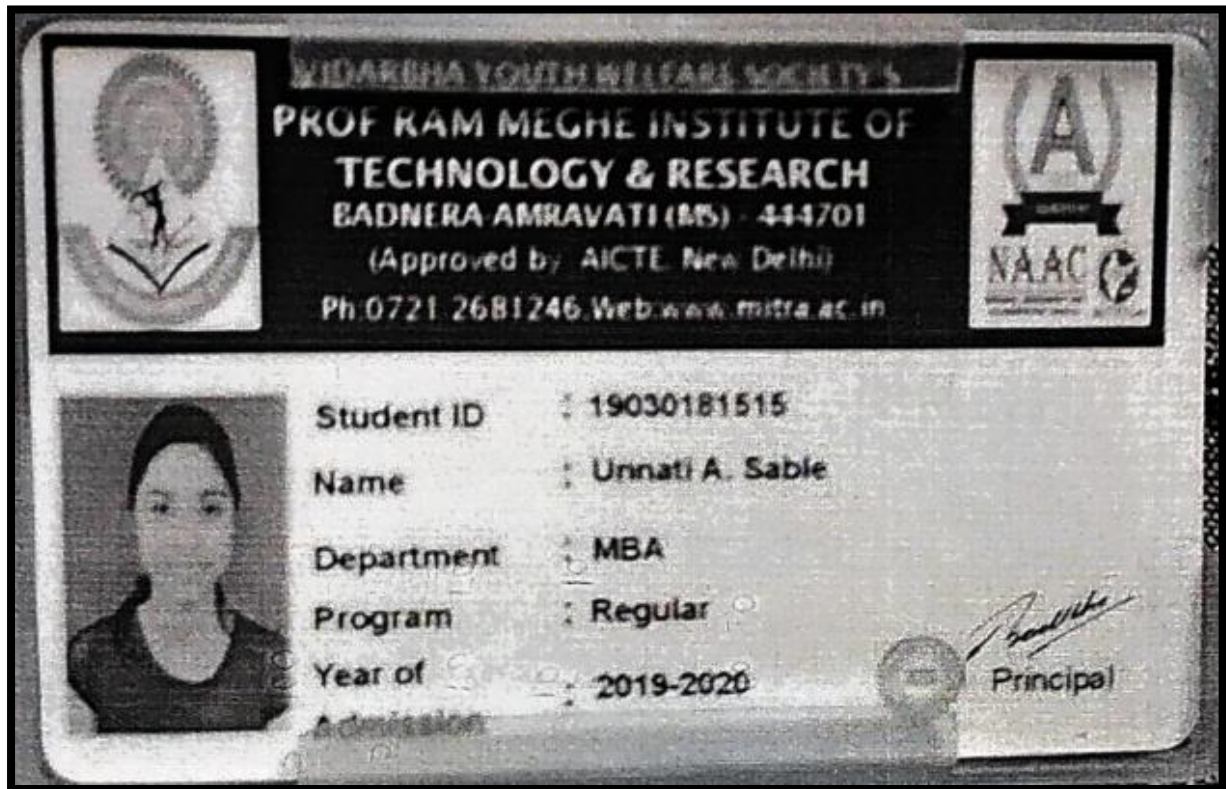 VIDARBHA YOUTH WELFARE SOCIETY'S
PROF RAM MEGHE INSTITUTE OF
TECHNOLOGY & RESEARCH
BADNERA-AMRAVATI (MS) - 444701
(Approved by AICTE New Delhi)
Ph:0721 2681246 Web:www.mitra.ac.in
A
NAAC
Student ID : 19030181515
Name : Unnati A. Sable
Department : MBA
Program : Regular
Year of : 2019-2020
Admission
Principal